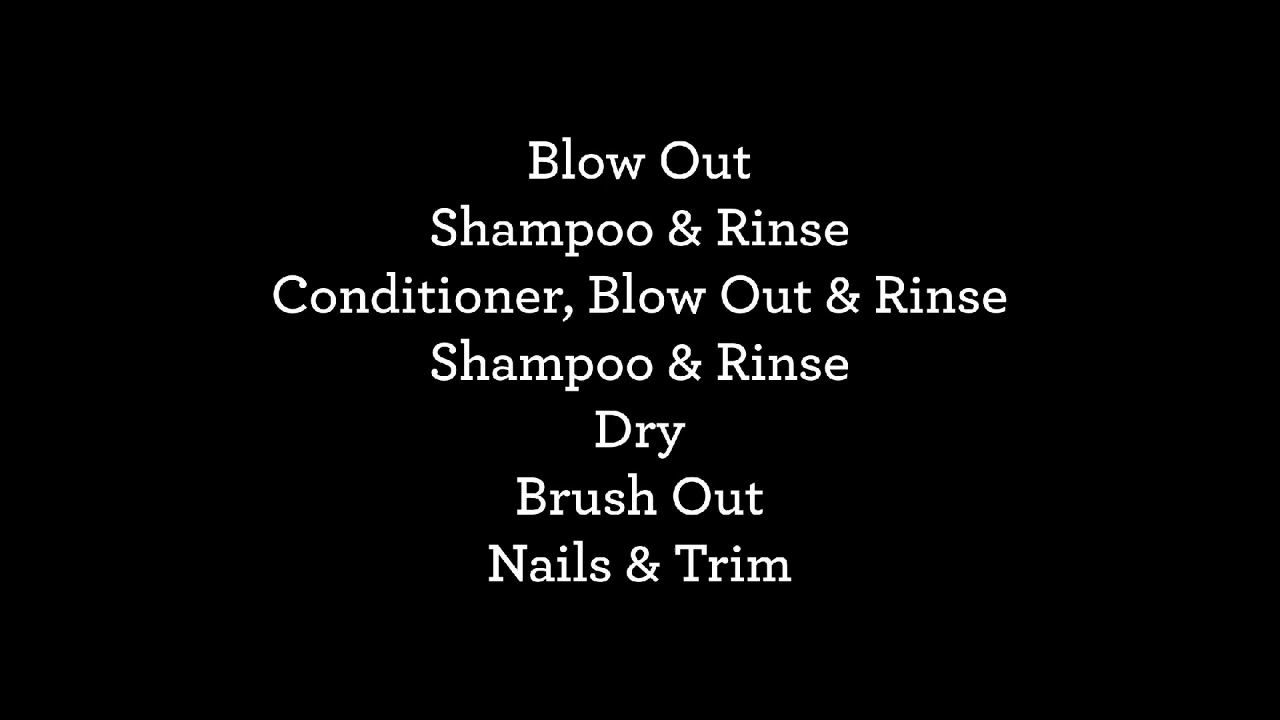 Blow Out
Shampoo & Rinse
Conditioner, Blow Out & Rinse
Shampoo & Rinse
Dry
Brush Out
Nails & Trim